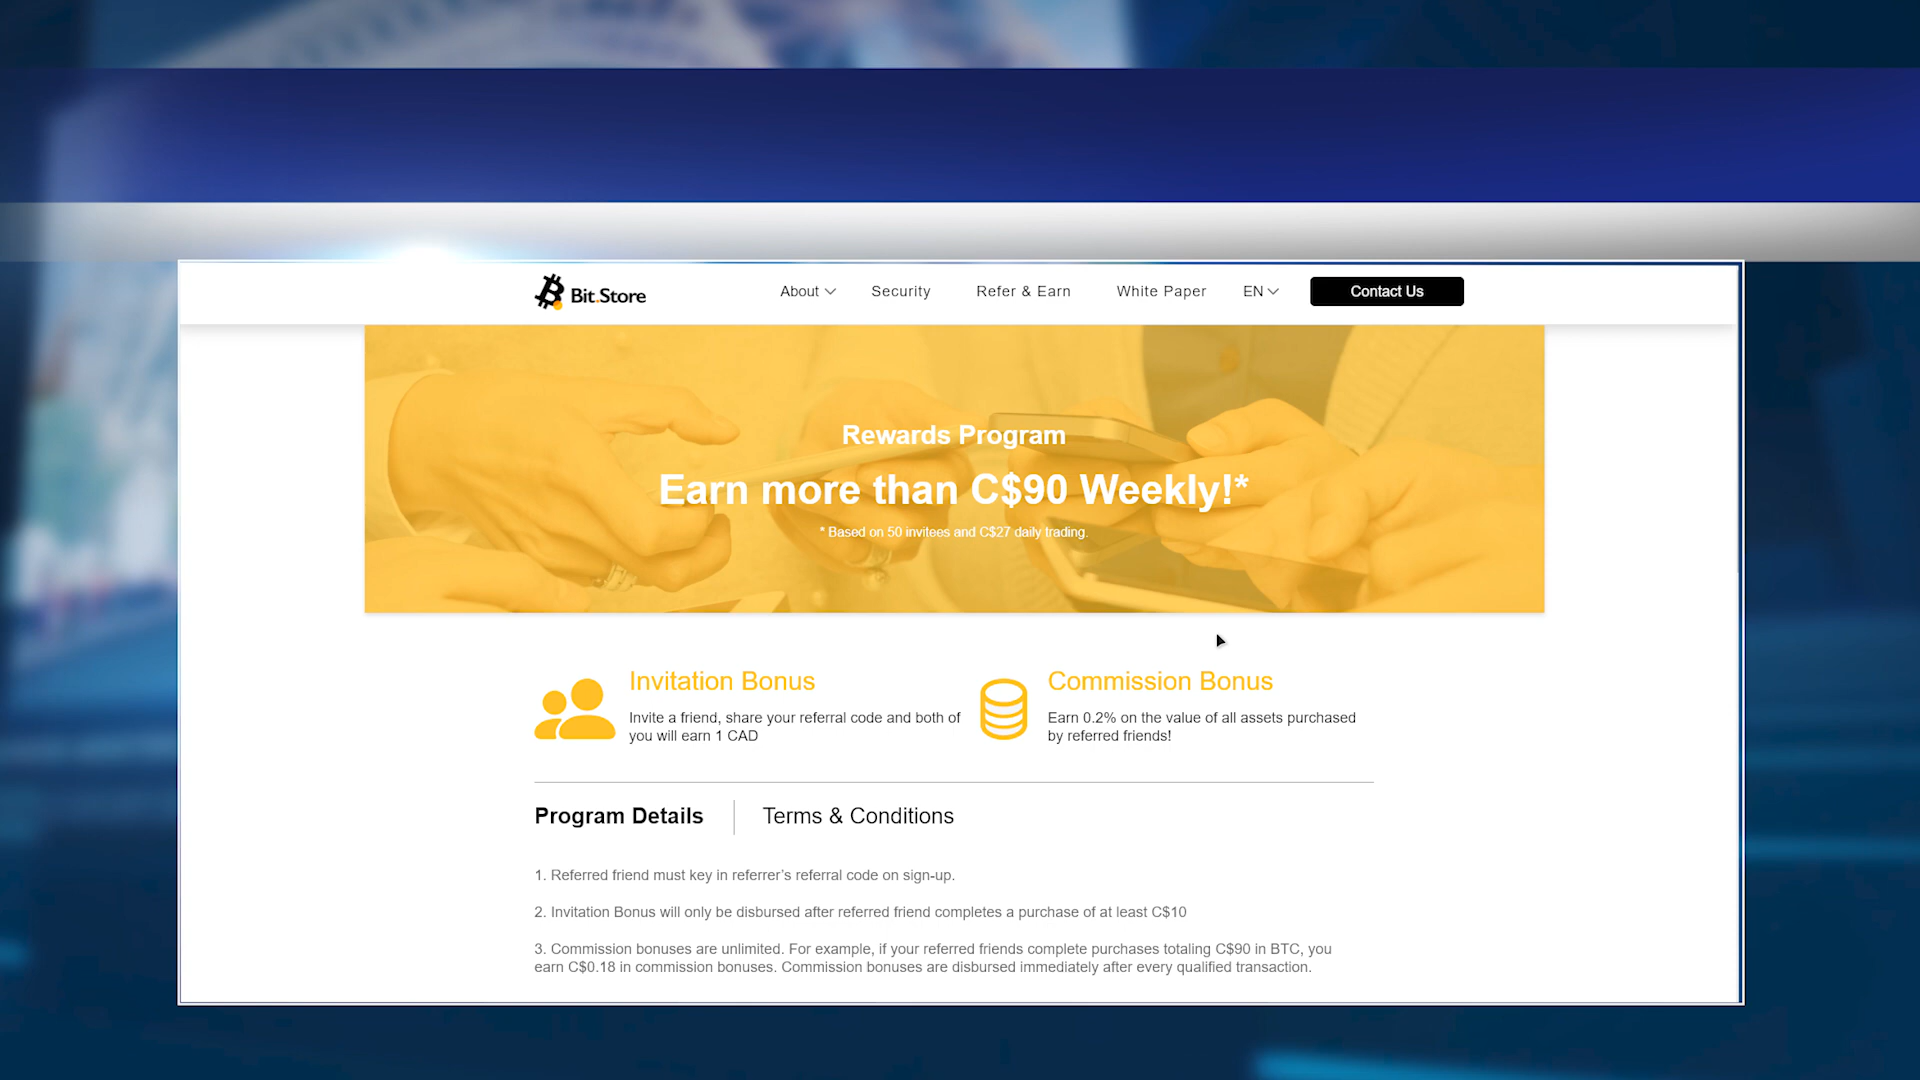 Bit.Store
About
Security
Refer & Earn
White Paper
EN
Contact Us
Rewards Program
Earn more than C$90 Weekly!*
* Based on 50 invitees and C$27 daily trading.
Invitation Bonus
Invite a friend, share your referral code and both of
you will earn 1 CAD
Commission Bonus
Earn 0.2% on the value of all assets purchased
by referred friends!
Program Details
Terms & Conditions
1. Referred friend must key in referrer’s referral code on sign-up.
2. Invitation Bonus will only be disbursed after referred friend completes a purchase of at least C$10
3. Commission bonuses are unlimited. For example, if your referred friends complete purchases totaling C$90 in BTC, you
earn C$0.18 in commission bonuses. Commission bonuses are disbursed immediately after every qualified transaction.